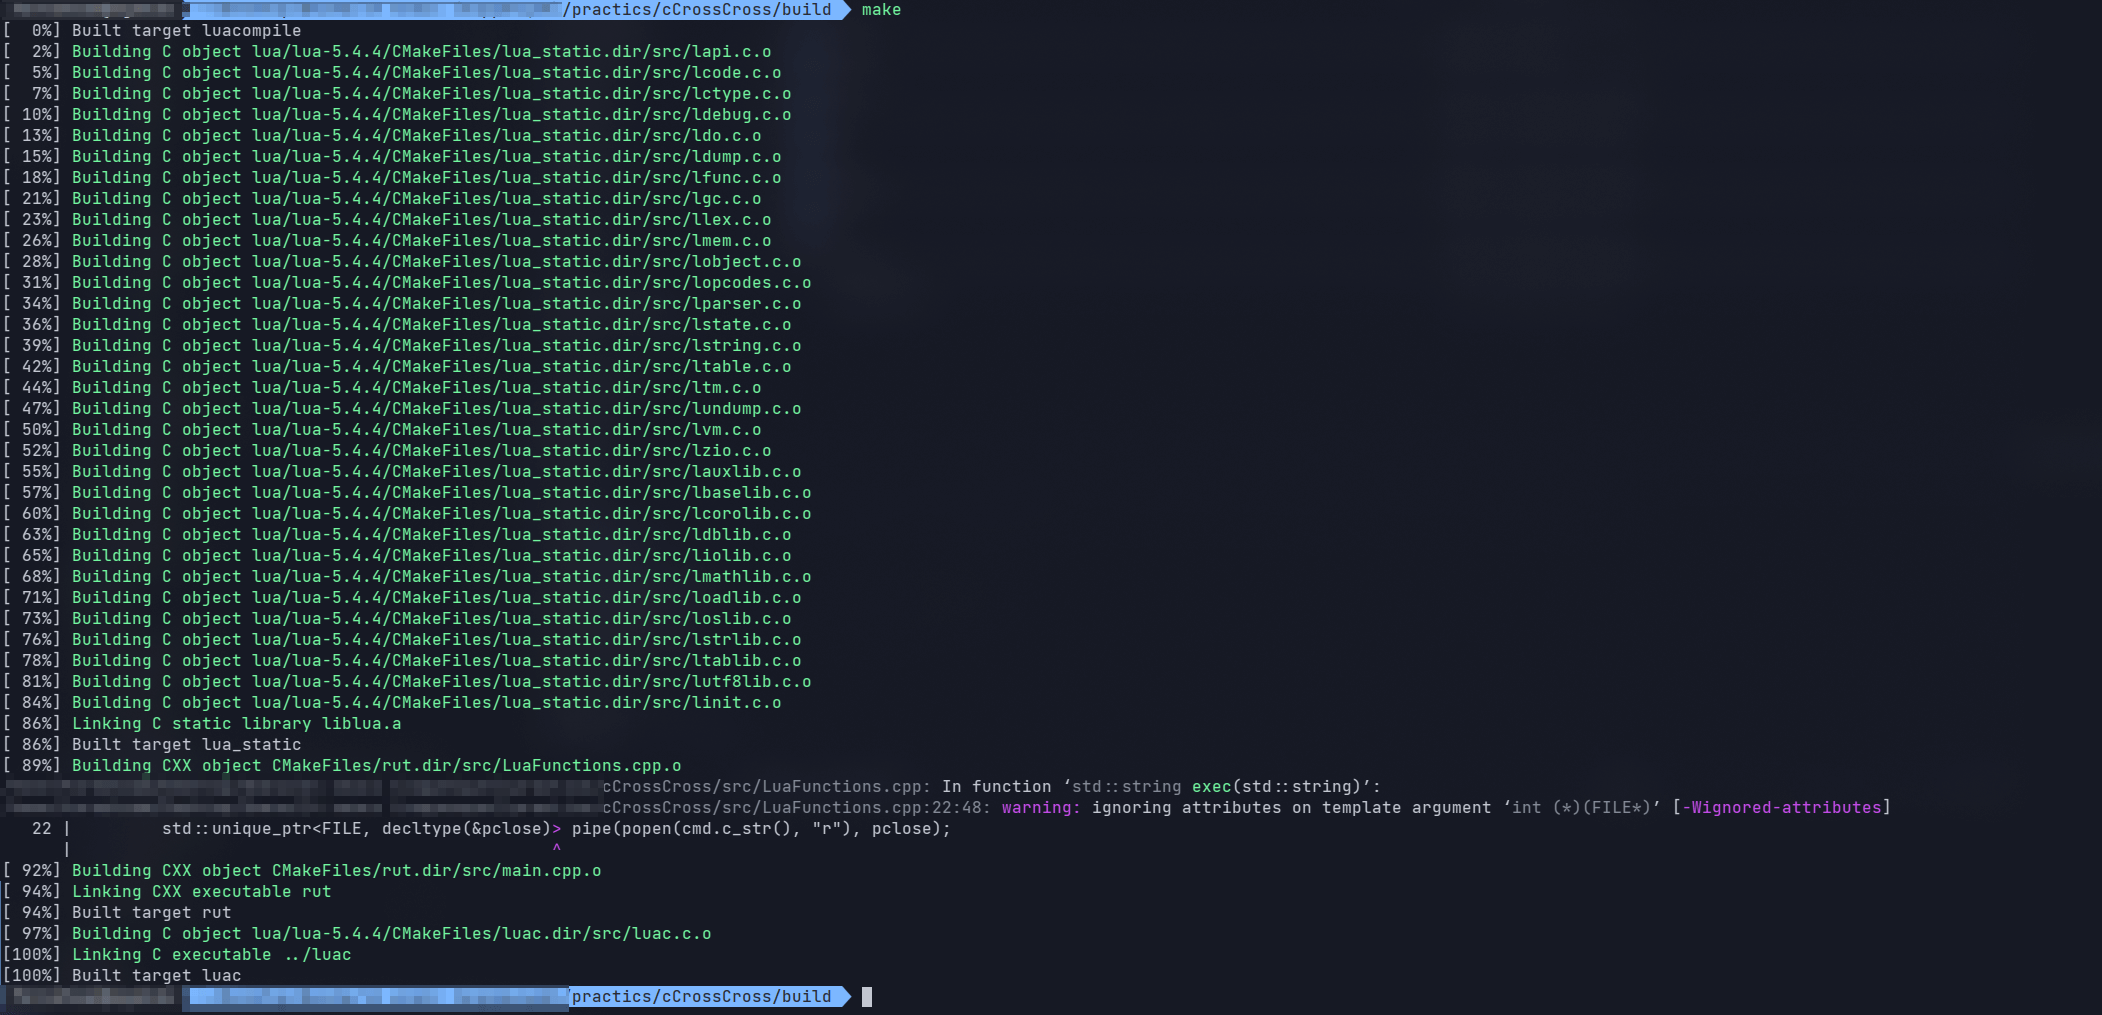 /practics/cCrossCross/build make
[  0%] Built target luacompile
[  2%] Building C object lua/lua-5.4.4/CMakeFiles/lua_static.dir/src/lapi.c.o
[  5%] Building C object lua/lua-5.4.4/CMakeFiles/lua_static.dir/src/lcode.c.o
[  7%] Building C object lua/lua-5.4.4/CMakeFiles/lua_static.dir/src/lctype.c.o
[ 10%] Building C object lua/lua-5.4.4/CMakeFiles/lua_static.dir/src/ldebug.c.o
[ 13%] Building C object lua/lua-5.4.4/CMakeFiles/lua_static.dir/src/ldo.c.o
[ 15%] Building C object lua/lua-5.4.4/CMakeFiles/lua_static.dir/src/ldump.c.o
[ 18%] Building C object lua/lua-5.4.4/CMakeFiles/lua_static.dir/src/lfunc.c.o
[ 21%] Building C object lua/lua-5.4.4/CMakeFiles/lua_static.dir/src/lgc.c.o
[ 23%] Building C object lua/lua-5.4.4/CMakeFiles/lua_static.dir/src/llex.c.o
[ 26%] Building C object lua/lua-5.4.4/CMakeFiles/lua_static.dir/src/lmem.c.o
[ 28%] Building C object lua/lua-5.4.4/CMakeFiles/lua_static.dir/src/lobject.c.o
[ 31%] Building C object lua/lua-5.4.4/CMakeFiles/lua_static.dir/src/lopcodes.c.o
[ 34%] Building C object lua/lua-5.4.4/CMakeFiles/lua_static.dir/src/lparser.c.o
[ 36%] Building C object lua/lua-5.4.4/CMakeFiles/lua_static.dir/src/lstate.c.o
[ 39%] Building C object lua/lua-5.4.4/CMakeFiles/lua_static.dir/src/lstring.c.o
[ 42%] Building C object lua/lua-5.4.4/CMakeFiles/lua_static.dir/src/ltable.c.o
[ 44%] Building C object lua/lua-5.4.4/CMakeFiles/lua_static.dir/src/ltm.c.o
[ 47%] Building C object lua/lua-5.4.4/CMakeFiles/lua_static.dir/src/lundump.c.o
[ 50%] Building C object lua/lua-5.4.4/CMakeFiles/lua_static.dir/src/lvm.c.o
[ 52%] Building C object lua/lua-5.4.4/CMakeFiles/lua_static.dir/src/lzio.c.o
[ 55%] Building C object lua/lua-5.4.4/CMakeFiles/lua_static.dir/src/lauxlib.c.o
[ 57%] Building C object lua/lua-5.4.4/CMakeFiles/lua_static.dir/src/lbaselib.c.o
[ 60%] Building C object lua/lua-5.4.4/CMakeFiles/lua_static.dir/src/lcorolib.c.o
[ 63%] Building C object lua/lua-5.4.4/CMakeFiles/lua_static.dir/src/ldblib.c.o
[ 65%] Building C object lua/lua-5.4.4/CMakeFiles/lua_static.dir/src/liolib.c.o
[ 68%] Building C object lua/lua-5.4.4/CMakeFiles/lua_static.dir/src/lmathlib.c.o
[ 71%] Building C object lua/lua-5.4.4/CMakeFiles/lua_static.dir/src/loadlib.c.o
[ 73%] Building C object lua/lua-5.4.4/CMakeFiles/lua_static.dir/src/loslib.c.o
[ 76%] Building C object lua/lua-5.4.4/CMakeFiles/lua_static.dir/src/lstrlib.c.o
[ 78%] Building C object lua/lua-5.4.4/CMakeFiles/lua_static.dir/src/ltablib.c.o
[ 81%] Building C object lua/lua-5.4.4/CMakeFiles/lua_static.dir/src/lutf8lib.c.o
[ 84%] Building C object lua/lua-5.4.4/CMakeFiles/lua_static.dir/src/linit.c.o
[ 86%] Linking C static library liblua.a
[ 86%] Built target lua_static
[ 89%] Building CXX object CMakeFiles/rut.dir/src/LuaFunctions.cpp.o
cCrossCross/src/LuaFunctions.cpp: In function ‘std::string exec(std::string)’:
cCrossCross/src/LuaFunctions.cpp:22:48: warning: ignoring attributes on template argument ‘int (*)(FILE*)’ [-Wignored-attributes]
22 |         std::unique_ptr<FILE, decltype(&pclose)> pipe(popen(cmd.c_str(), "r"), pclose);
|                                                ^
[ 92%] Building CXX object CMakeFiles/rut.dir/src/main.cpp.o
[ 94%] Linking CXX executable rut
[ 94%] Built target rut
[ 97%] Building C object lua/lua-5.4.4/CMakeFiles/luac.dir/src/luac.c.o
[100%] Linking C executable ../luac
[100%] Built target luac
/practics/cCrossCross/build